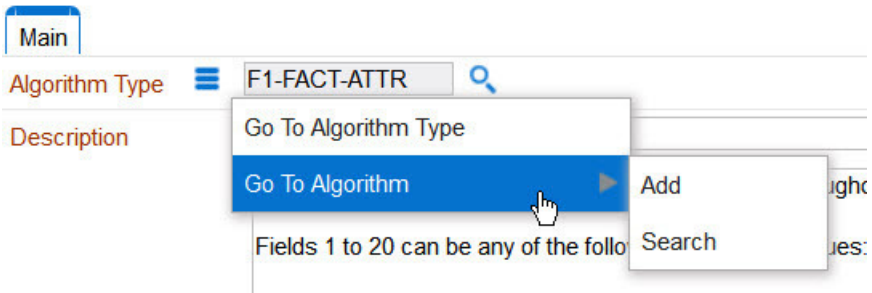 Main
Algorithm Type F1-FACT-ATTR
Go To Algorithm Type
Description
Go To Algorithm
Add
Fields 1 to 20 can be any of the
Search